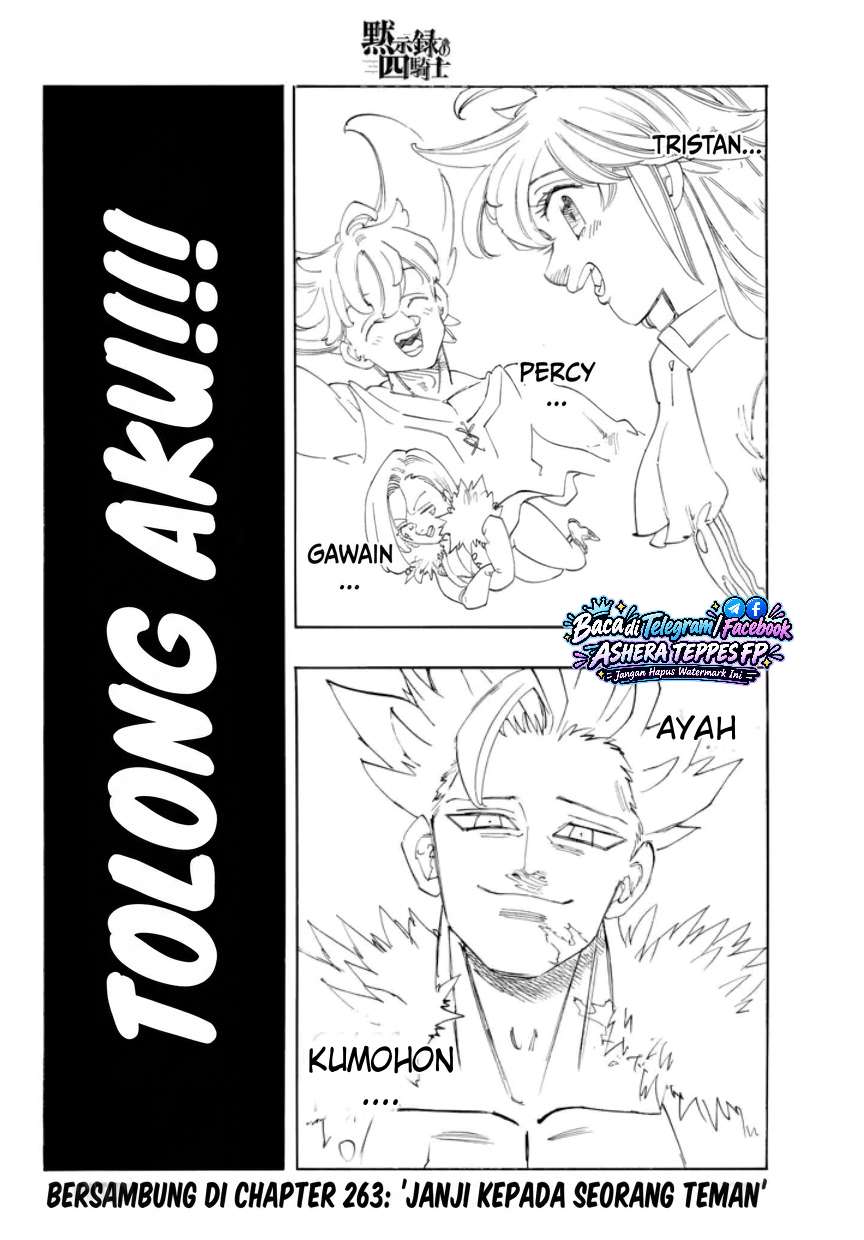 黙示録の
四騎士
TRISTAN...
PERCY
...
GAWAIN
...
TOLONG AKU!!!!
Baca di Telegram/Facebook
ASHERA TEPPES FP
Jangan Hapus Watermark Ini
AYAH
KUMOHON
....
BERSAMBUNG DI CHAPTER 263: 'JANJI KEPADA SEORANG TEMAN'